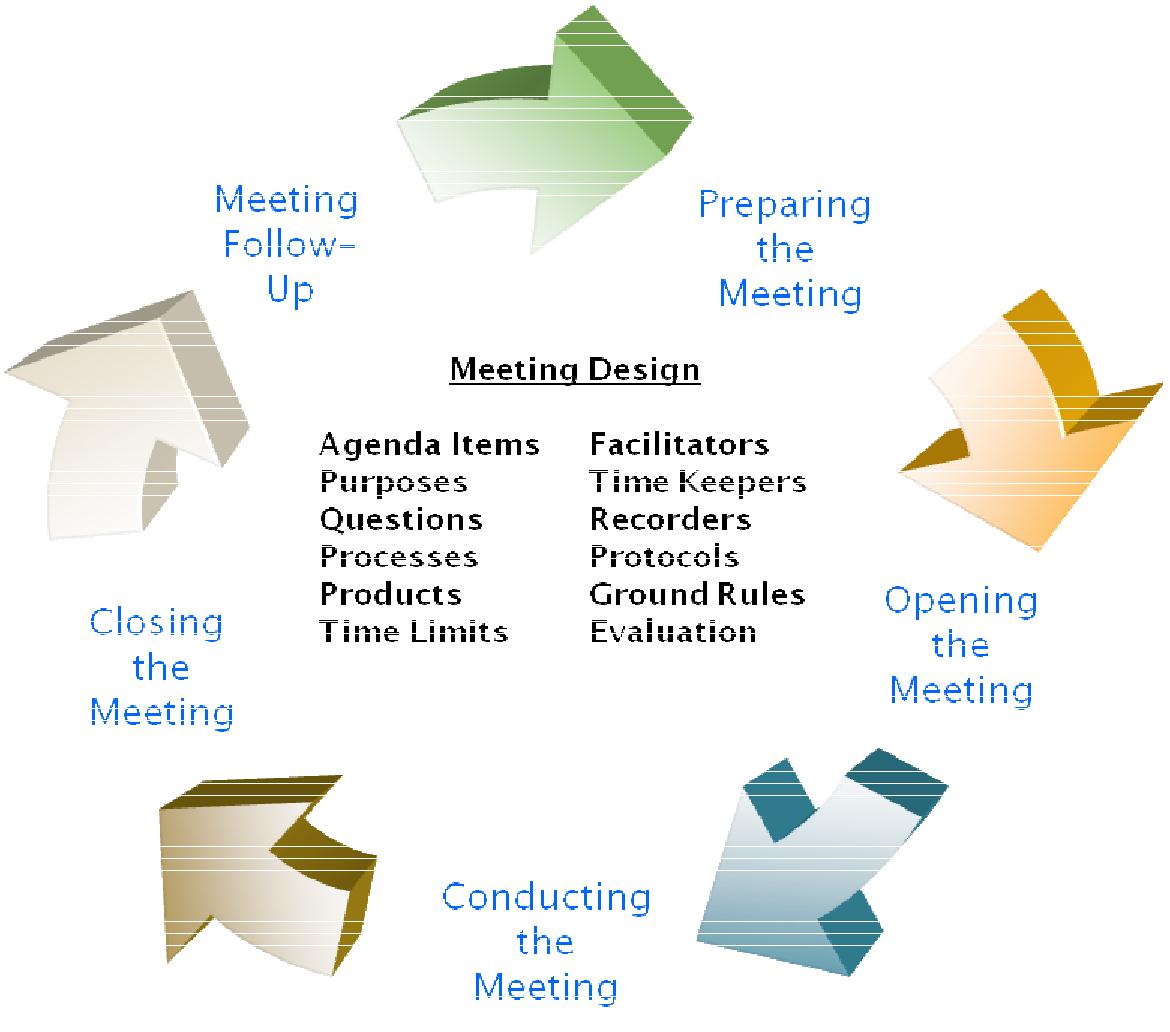 Meeting
Follow-
Up
Preparing
the
Meeting
Meeting Design
Agenda Items
Purposes
Questions
Processes
Products
Time Limits
Facilitators
Time Keepers
Recorders
Protocols
Ground Rules
Evaluation
Opening
the
Meeting
Closing
the
Meeting
Conducting
the
Meeting